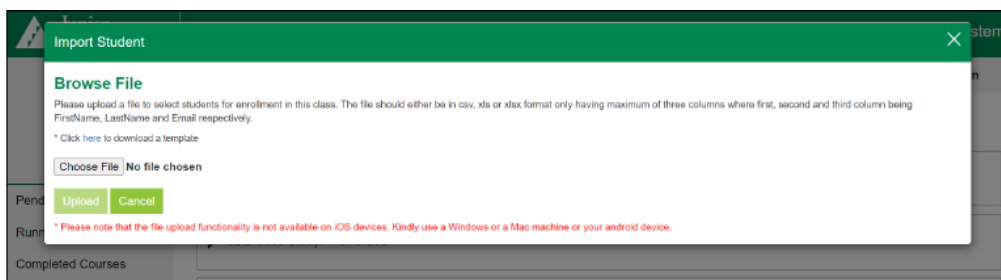 Import Student
Browse File
Please upload a file to select students for enrollment in this class. The file should either be in csv, xls or xlsx format only having maximum of three columns where first, second and third column being
FirstName, LastName and Email respectively.
* Click here to download a template
Choose File No file chosen
Upload Cancel
* Please note that the file upload functionality is not available on iOS devices. Kindly use a Windows or a Mac machine or your android device.
Completed Courses